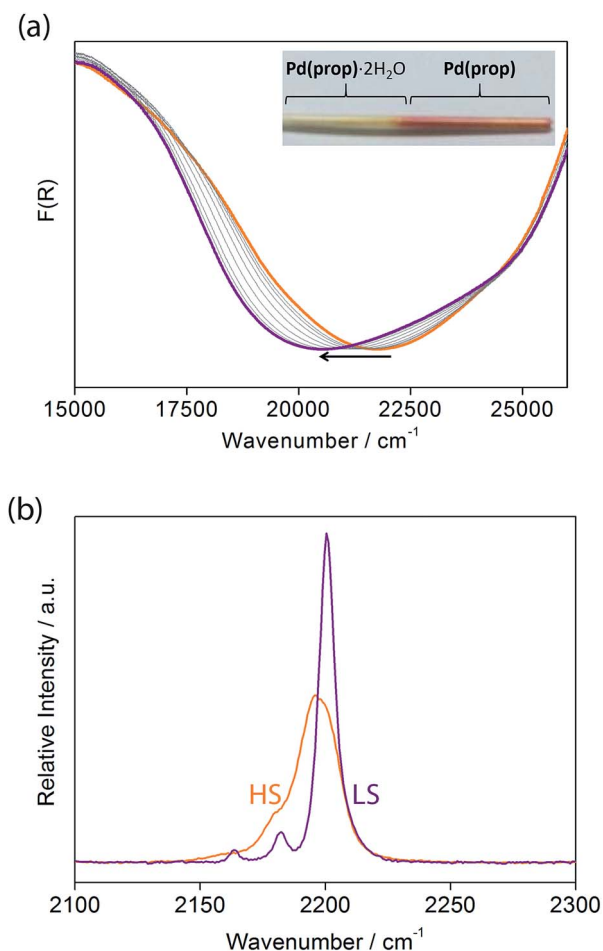 (a)
Pd(prop)·2H₂O Pd(prop)
F(R)
15000 17500 20000 22500 25000
Wavenumber / cm⁻¹
(b)
Relative Intensity / a.u.
HS LS
2100 2150 2200 2250 2300
Wavenumber / cm⁻¹